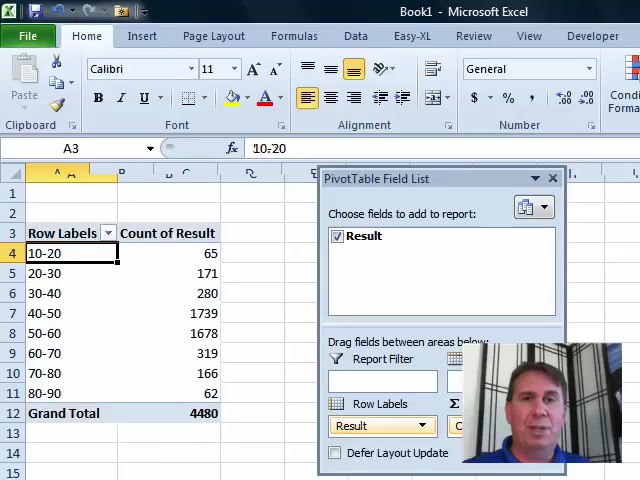 Book1 - Microsoft Excel
File Home Insert Page Layout Formulas Data Easy-XL Review View Developer
Calibri 11 General
Paste
B I U A $ % , Condi
Forma
Clipboard Font Alignment Number
A3 fx 10-20
1
2
3 Row Labels Count of Result
4 10-20 65
5 20-30 171
6 30-40 280
7 40-50 1739
8 50-60 1678
9 60-70 319
10 70-80 166
11 80-90 62
12 Grand Total 4480
13
14
15
PivotTable Field List
Choose fields to add to report:
Result
Drag fields between areas below:
Report Filter
Row Labels Σ
Result
Defer Layout Update